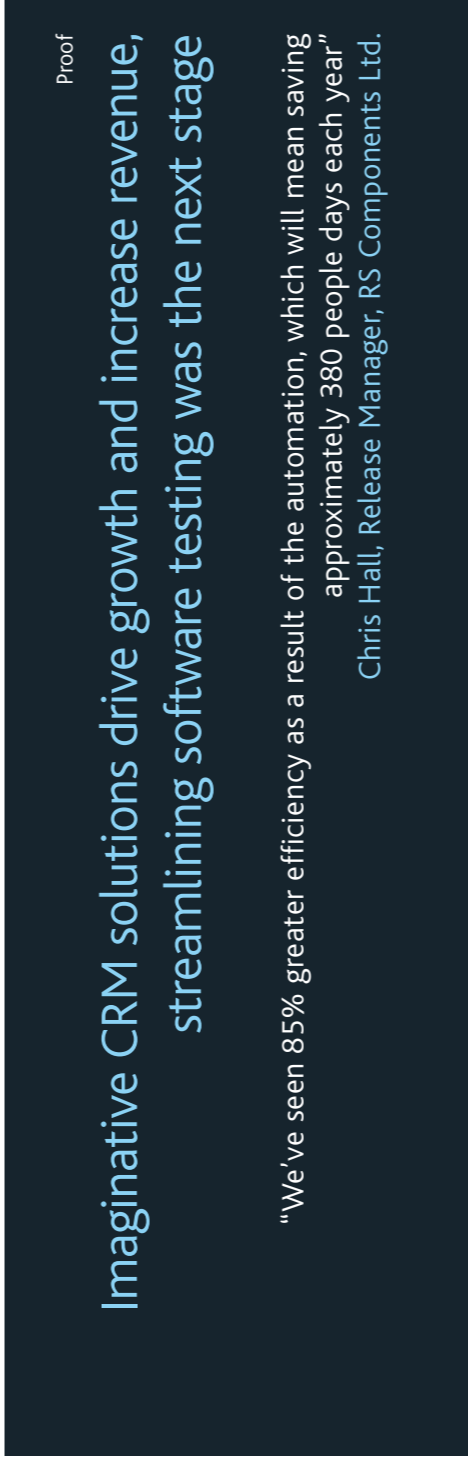 Proof
Imaginative CRM solutions drive growth and increase revenue,
streamlining software testing was the next stage
“We’ve seen 85% greater efficiency as a result of the automation, which will mean saving
approximately 380 people days each year”
Chris Hall, Release Manager, RS Components Ltd.